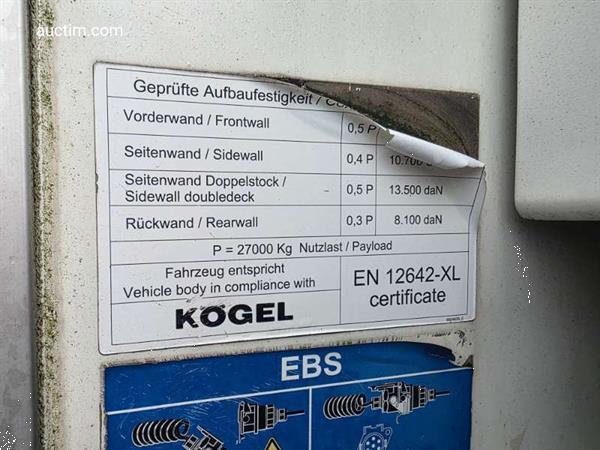 auctim.com
Geprüfte Aufbaufestigkeit /
Vorderwand / Frontwall 0,5 P
Seitenwand / Sidewall 0,4 P 10.700
Seitenwand Doppelstock / Sidewall doubledeck 0,5 P 13.500 daN
Rückwand / Rearwall 0,3 P 8.100 daN
P = 27000 Kg Nutzlast / Payload
Fahrzeug entspricht
Vehicle body in compliance with
KÖGEL
EN 12642-XL
certificate
EBS